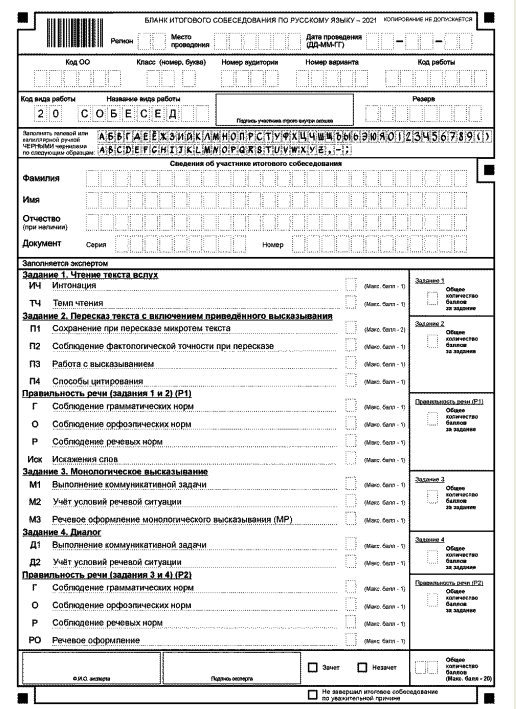 БЛАНК ИТОГОВОГО СОБЕСЕДОВАНИЯ ПО РУССКОМУ ЯЗЫКУ – 2021 КОПИРОВАНИЕ НЕ ДОПУСКАЕТСЯ
Регион Место проведения Дата проведения (ДД-ММ-ГГ)
Код ОО Класс (номер, буква) Номер аудитории Номер варианта Код работы
Код вида работы Название вида работы Резерв
20 СОБЕСЕД
Подпись участника строго внутри окошка
Заполнять гелевой или
капиллярной ручкой
ЧЕРНЫМИ чернилами
по следующим образцам:
АБВГДЕЁЖЗИЙКЛМНОПРСТУФХЦЧШЩЪЫЬЭЮЯ0123456789()
ABCDEFGHIJKLMNOPQRSTUVWXYZ,-;
Сведения об участнике итогового собеседования
Фамилия
Имя
Отчество
(при наличии)
Документ Серия Номер
Заполняется экспертом
Задание 1. Чтение текста вслух
ИЧ Интонация (Макс. балл - 1)
ТЧ Темп чтения (Макс. балл - 1)
Задание 1
Общее количество баллов за задание
Задание 2. Пересказ текста с включением приведённого высказывания
П1 Сохранение при пересказе микротем текста (Макс. балл - 2)
П2 Соблюдение фактологической точности при пересказе (Макс. балл - 1)
П3 Работа с высказыванием (Макс. балл - 1)
П4 Способы цитирования (Макс. балл - 1)
Задание 2
Общее количество баллов за задание
Правильность речи (задания 1 и 2) (Р1)
Г Соблюдение грамматических норм (Макс. балл - 1)
О Соблюдение орфоэпических норм (Макс. балл - 1)
Р Соблюдение речевых норм (Макс. балл - 1)
Иск Искажения слов (Макс. балл - 1)
Правильность речи (Р1)
Общее количество баллов за задание
Задание 3. Монологическое высказывание
М1 Выполнение коммуникативной задачи (Макс. балл - 1)
М2 Учёт условий речевой ситуации (Макс. балл - 1)
М3 Речевое оформление монологического высказывания (МР) (Макс. балл - 1)
Задание 3
Общее количество баллов за задание
Задание 4. Диалог
Д1 Выполнение коммуникативной задачи (Макс. балл - 1)
Д2 Учёт условий речевой ситуации (Макс. балл - 1)
Задание 4
Общее количество баллов за задание
Правильность речи (задания 3 и 4) (Р2)
Г Соблюдение грамматических норм (Макс. балл - 1)
О Соблюдение орфоэпических норм (Макс. балл - 1)
Р Соблюдение речевых норм (Макс. балл - 1)
РО Речевое оформление (Макс. балл - 1)
Правильность речи (Р2)
Общее количество баллов за задание
Ф.И.О. эксперта Подпись эксперта
Зачет Незачет
Общее количество баллов (Макс. балл - 20)
Не завершил итоговое собеседование
по уважительной причине